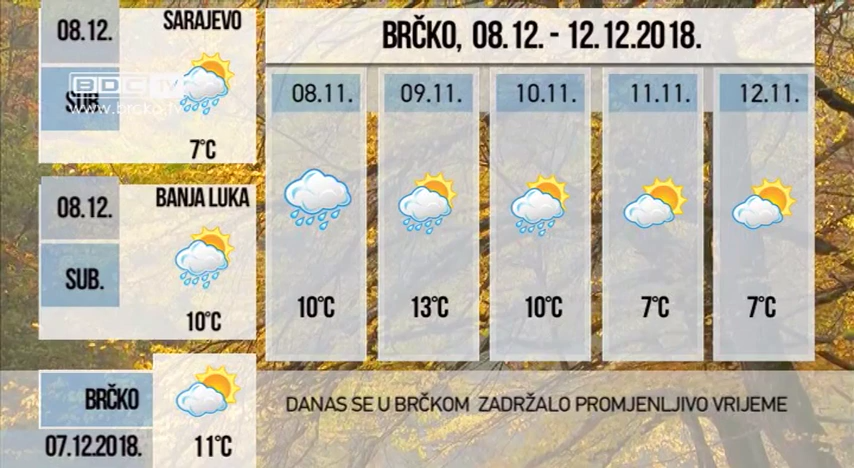 08.12.
SUB.
SARAJEVO
7°C
BDC TV
www.brcko.tv
08.12.
SUB.
BANJA LUKA
10°C
BRČKO
07.12.2018.
11°C
BRČKO, 08.12. - 12.12.2018.
08.11. 09.11. 10.11. 11.11. 12.11.
10°C 13°C 10°C 7°C 7°C
DANAS SE U BRČKOM ZADRŽALO PROMJENLJIVO VRIJEME